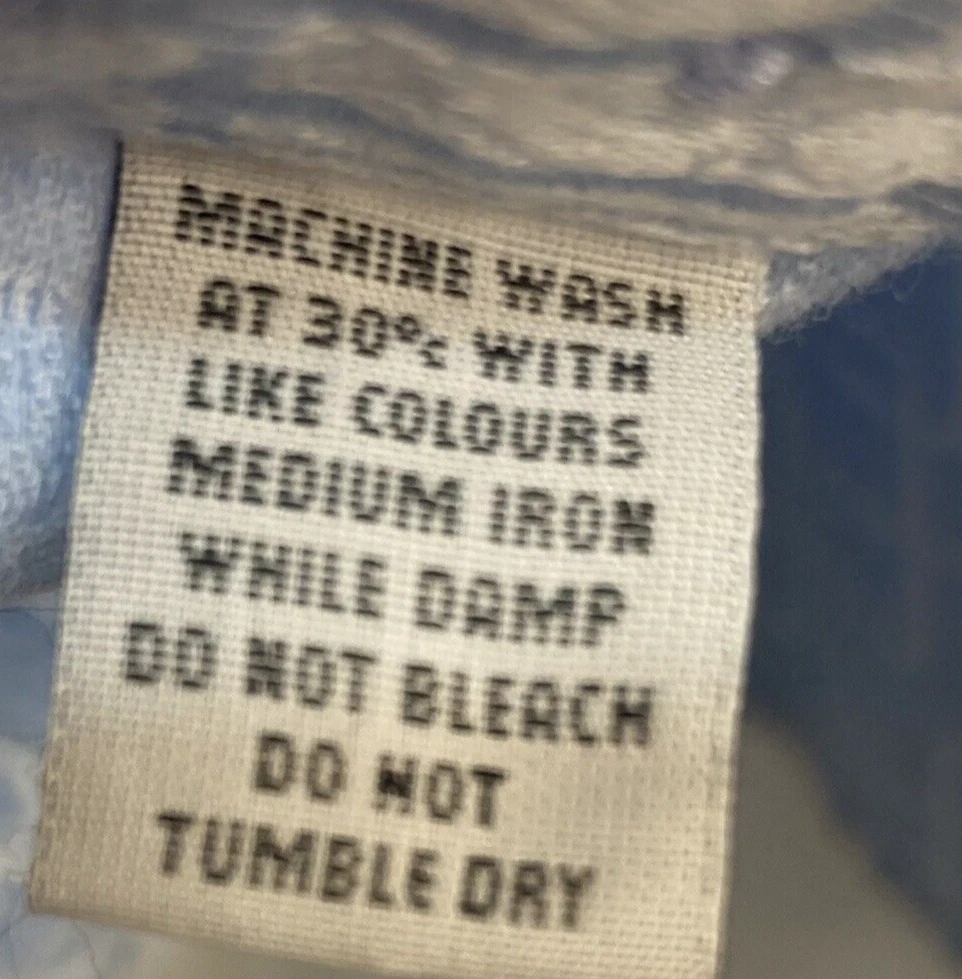 MACHINE WASH
AT 30°c WITH
LIKE COLOURS
MEDIUM IRON
WHILE DAMP
DO NOT BLEACH
DO NOT
TUMBLE DRY